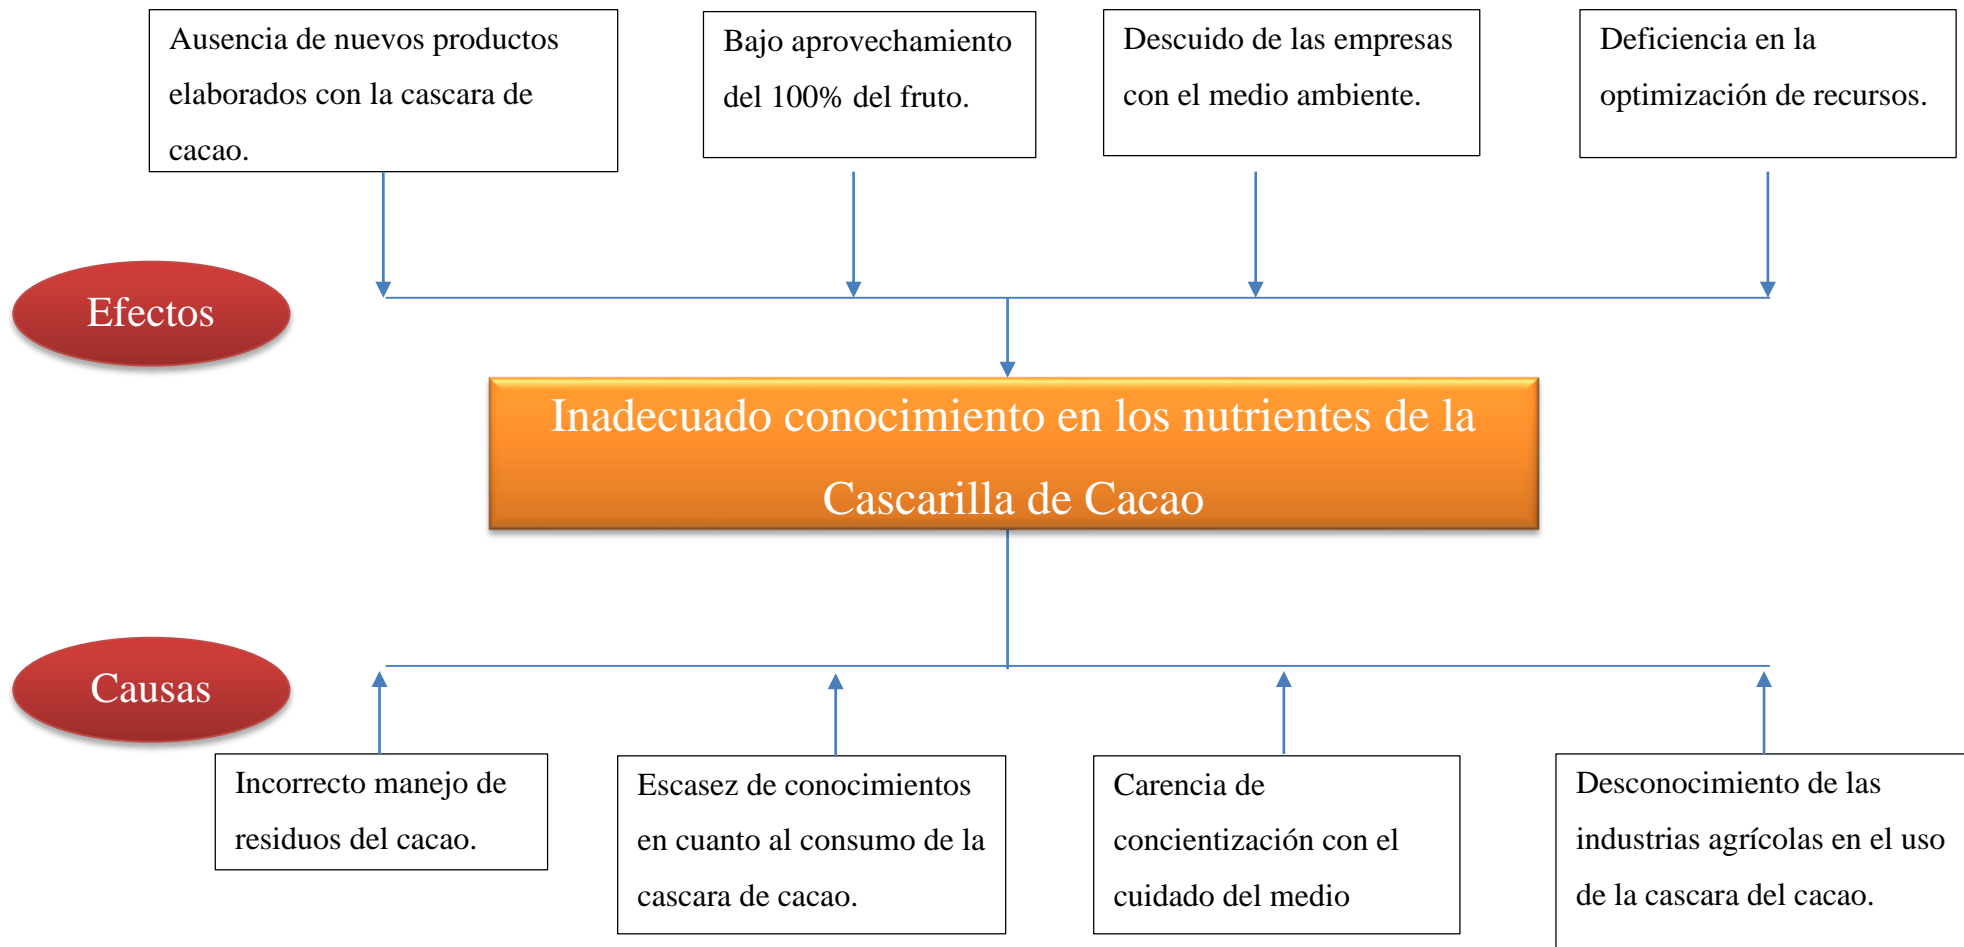 Ausencia de nuevos productos
elaborados con la cascara de
cacao.
Bajo aprovechamiento
del 100% del fruto.
Descuido de las empresas
con el medio ambiente.
Deficiencia en la
optimización de recursos.
Efectos
Inadecuado conocimiento en los nutrientes de la
Cascarilla de Cacao
Causas
Incorrecto manejo de
residuos del cacao.
Escasez de conocimientos
en cuanto al consumo de la
cascara de cacao.
Carencia de
concientización con el
cuidado del medio
Desconocimiento de las
industrias agrícolas en el uso
de la cascara del cacao.